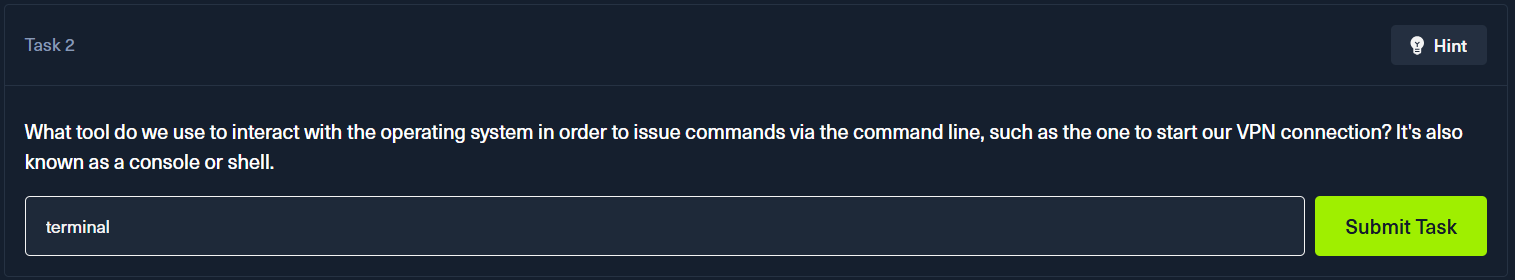 Task 2
Hint
What tool do we use to interact with the operating system in order to issue commands via the command line, such as the one to start our VPN connection? It's also
known as a console or shell.
terminal
Submit Task